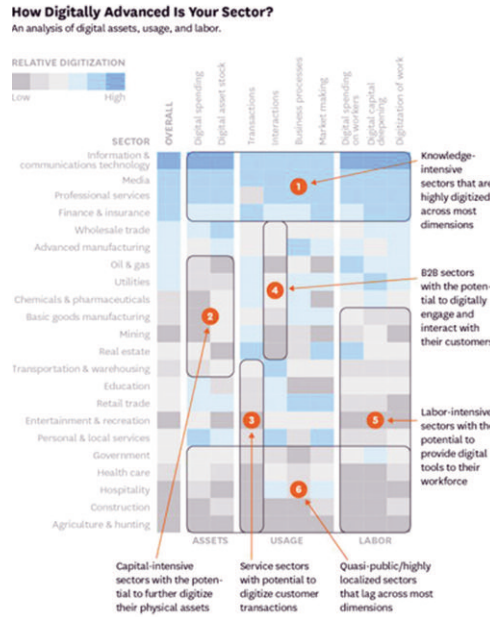 How Digitally Advanced Is Your Sector?
An analysis of digital assets, usage, and labor.
RELATIVE DIGITIZATION
Low
High
SECTOR
OVERALL
Digital spending
Digital asset stock
Transactions
Interactions
Business processes
Market making
Digital spending
on workers
Digital capital
deepening
Digitization of work
Information &
communications technology
Media
Professional services
Finance & insurance
Wholesale trade
Advanced manufacturing
Oil & gas
Utilities
Chemicals & pharmaceuticals
Basic goods manufacturing
Mining
Real estate
Transportation & warehousing
Education
Retail trade
Entertainment & recreation
Personal & local services
Government
Health care
Hospitality
Construction
Agriculture & hunting
1
2
3
4
5
6
Knowledge-
intensive
sectors that are
highly digitized
across most
dimensions
B2B sectors
with the poten-
tial to digitally
engage and
interact with
their customers
Labor-intensive
sectors with the
potential to
provide digital
tools to their
workforce
ASSETS
USAGE
LABOR
Capital-intensive
sectors with the poten-
tial to further digitize
their physical assets
Service sectors
with potential to
digitize customer
transactions
Quasi-public/highly
localized sectors
that lag across most
dimensions